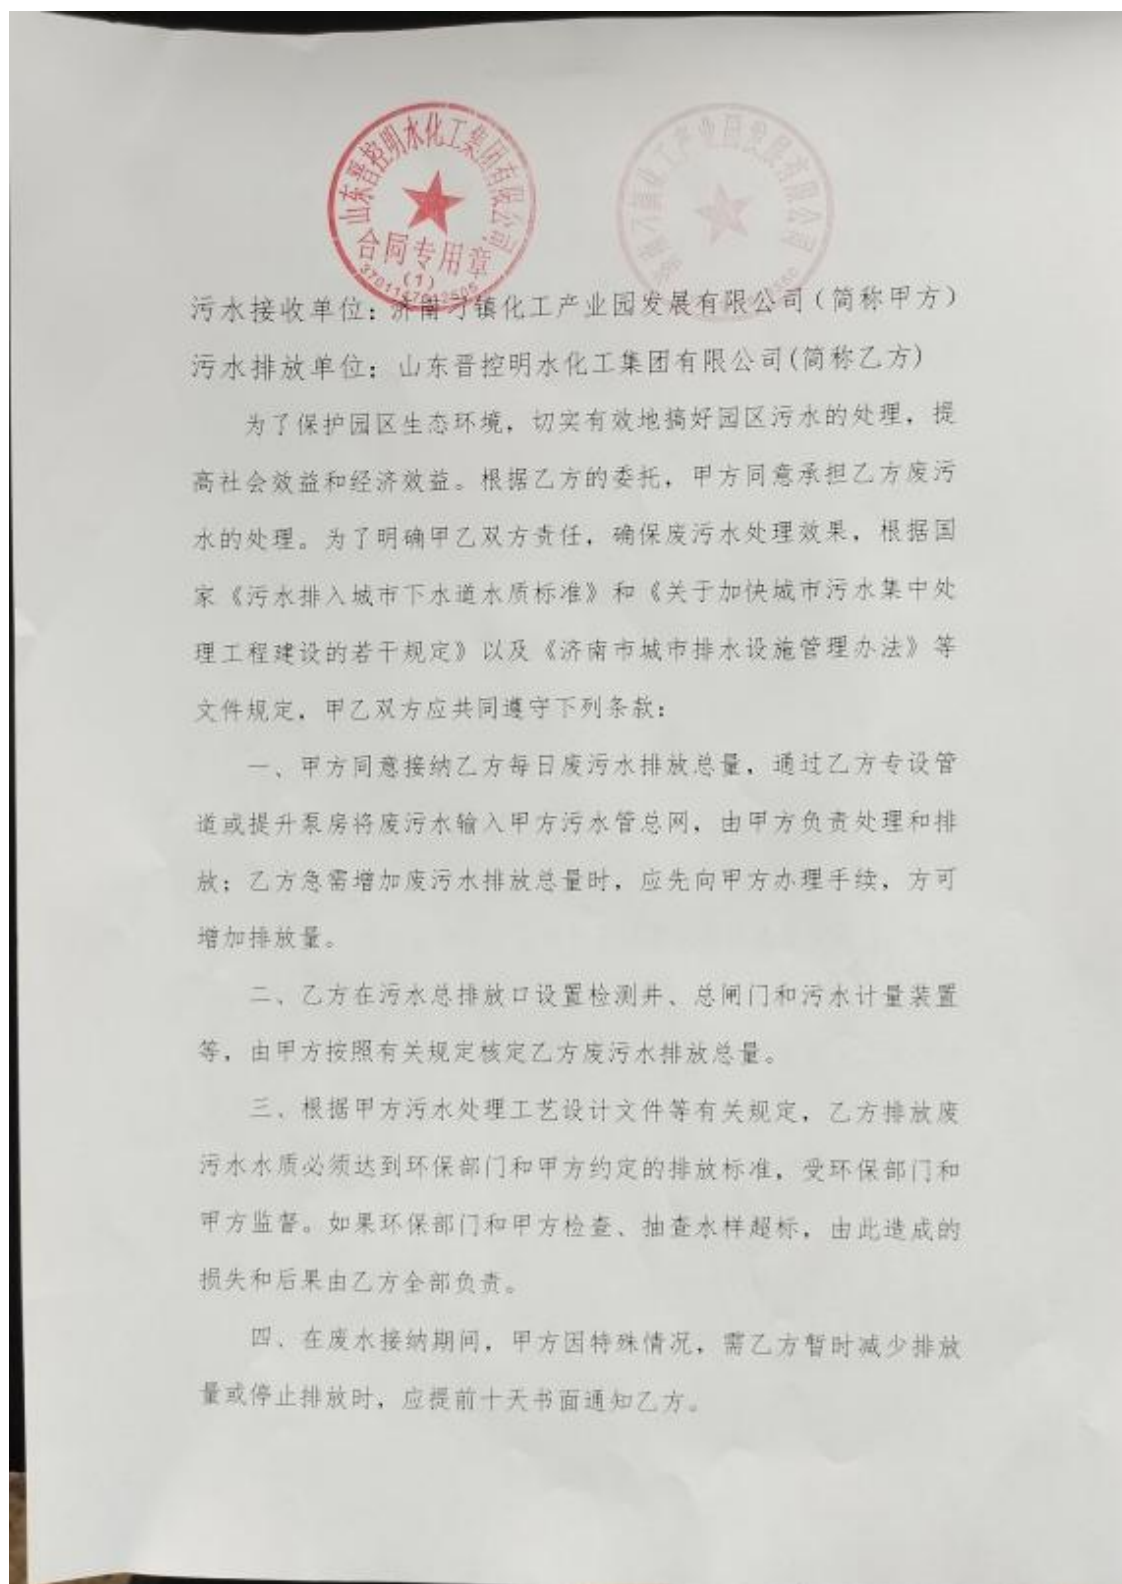 山东晋控明水化工集团有限公司
合同专用章
(1)
济南刁镇化工产业园发展有限公司
污水接收单位：济南刁镇化工产业园发展有限公司（简称甲方）
污水排放单位：山东晋控明水化工集团有限公司(简称乙方)
为了保护园区生态环境，切实有效地搞好园区污水的处理，提
高社会效益和经济效益。根据乙方的委托，甲方同意承担乙方废污
水的处理。为了明确甲乙双方责任，确保废污水处理效果，根据国
家《污水排入城市下水道水质标准》和《关于加快城市污水集中处
理工程建设的若干规定》以及《济南市城市排水设施管理办法》等
文件规定，甲乙双方应共同遵守下列条款：
一、甲方同意接纳乙方每日废污水排放总量，通过乙方专设管
道或提升泵房将废污水输入甲方污水管总网，由甲方负责处理和排
放；乙方急需增加废污水排放总量时，应先向甲方办理手续，方可
增加排放量。
二、乙方在污水总排放口设置检测井、总闸门和污水计量装置
等，由甲方按照有关规定核定乙方废污水排放总量。
三、根据甲方污水处理工艺设计文件等有关规定，乙方排放废
污水水质必须达到环保部门和甲方约定的排放标准，受环保部门和
甲方监督。如果环保部门和甲方检查、抽查水样超标，由此造成的
损失和后果由乙方全部负责。
四、在废水接纳期间，甲方因特殊情况，需乙方暂时减少排放
量或停止排放时，应提前十天书面通知乙方。